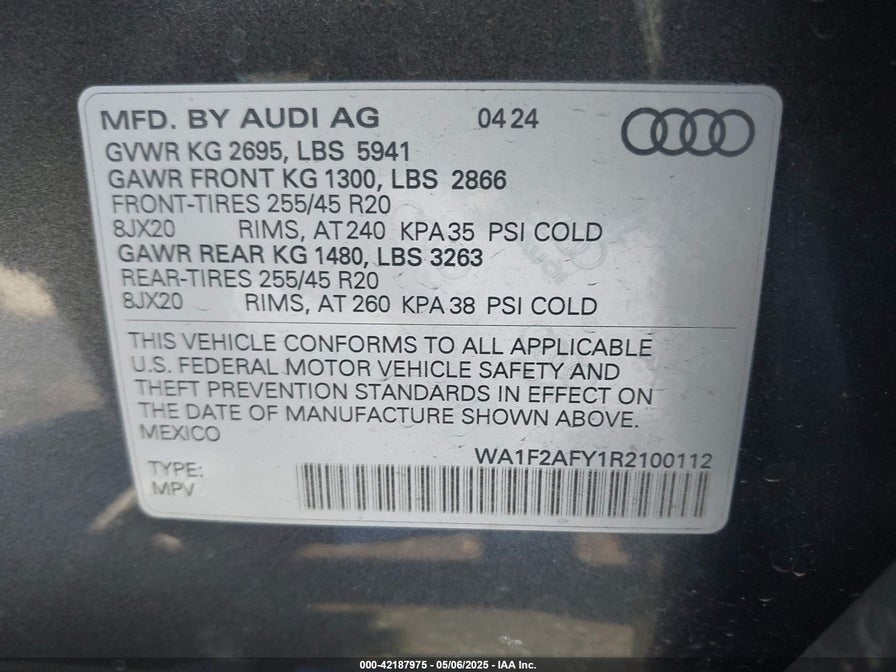 MFD. BY AUDI AG 04 24
GVWR KG 2695, LBS 5941
GAWR FRONT KG 1300, LBS 2866
FRONT-TIRES 255/45 R20
8JX20 RIMS, AT 240 KPA 35 PSI COLD
GAWR REAR KG 1480, LBS 3263
REAR-TIRES 255/45 R20
8JX20 RIMS, AT 260 KPA 38 PSI COLD
THIS VEHICLE CONFORMS TO ALL APPLICABLE
U.S. FEDERAL MOTOR VEHICLE SAFETY AND
THEFT PREVENTION STANDARDS IN EFFECT ON
THE DATE OF MANUFACTURE SHOWN ABOVE.
MEXICO
WA1F2AFY1R2100112
TYPE:
MPV
000-42187975 - 05/06/2025 - IAA Inc.